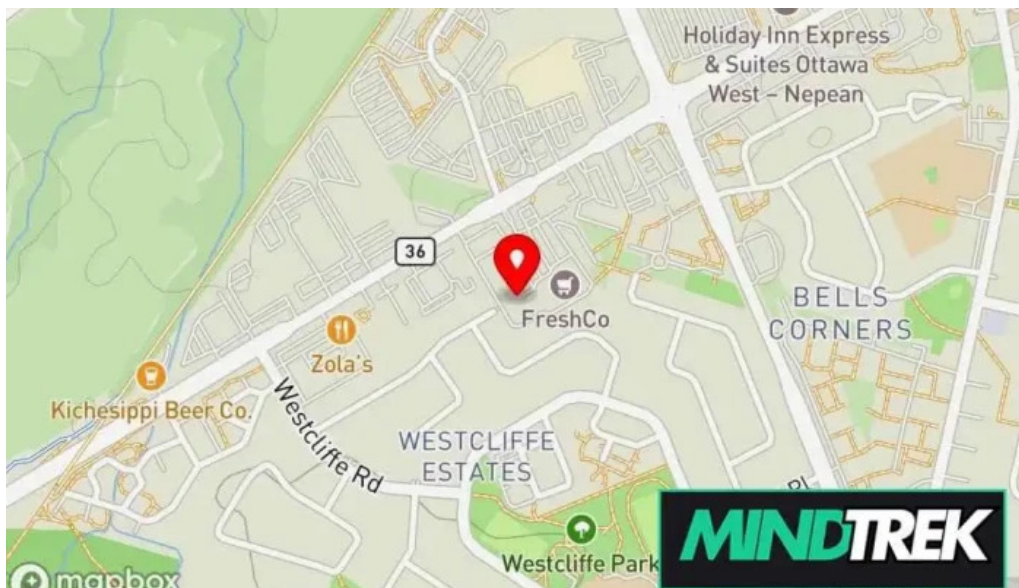 Holiday Inn Express
& Suites Ottawa
West – Nepean
36
FreshCo
BELLS
CORNERS
Zola's
Kichesippi Beer Co.
Westcliffe Rd
WESTCLIFFE
ESTATES
Pl
Westcliffe Park
MINDTREK
mapbox